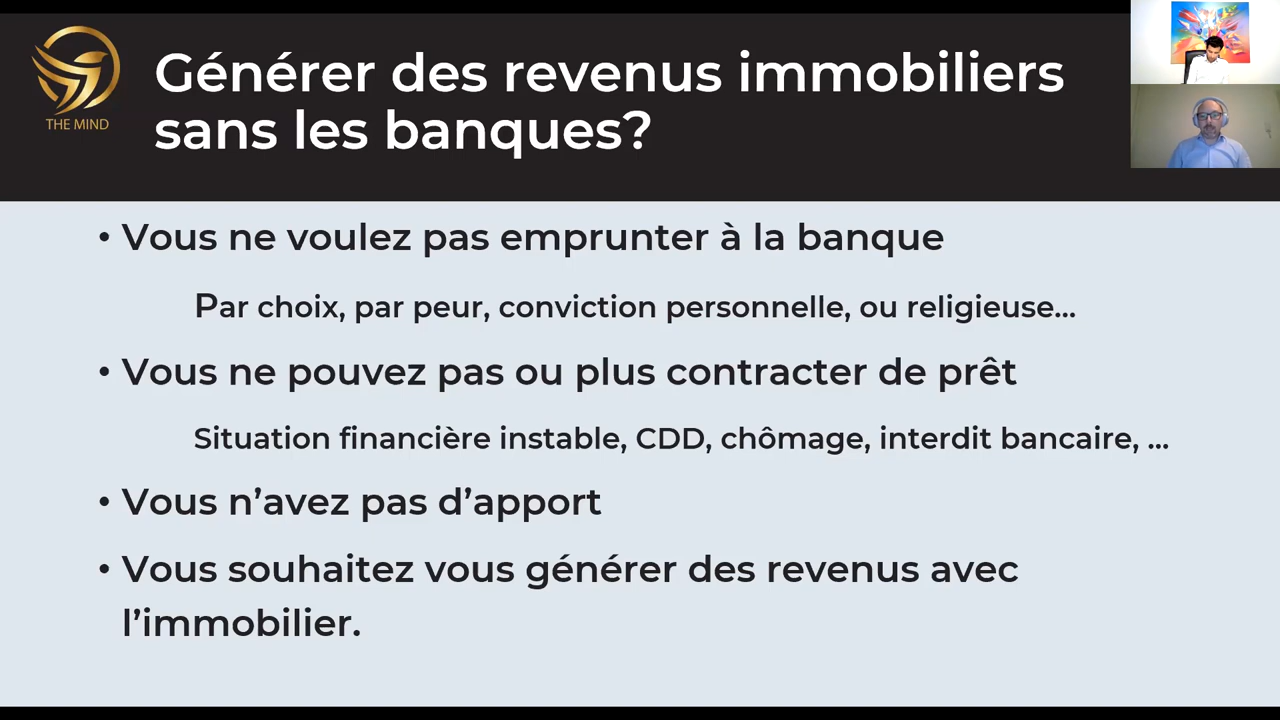 THE MIND
Générer des revenus immobiliers
sans les banques?
• Vous ne voulez pas emprunter à la banque
Par choix, par peur, conviction personnelle, ou religieuse...
• Vous ne pouvez pas ou plus contracter de prêt
Situation financière instable, CDD, chômage, interdit bancaire, ...
• Vous n’avez pas d’apport
• Vous souhaitez vous générer des revenus avec
l’immobilier.